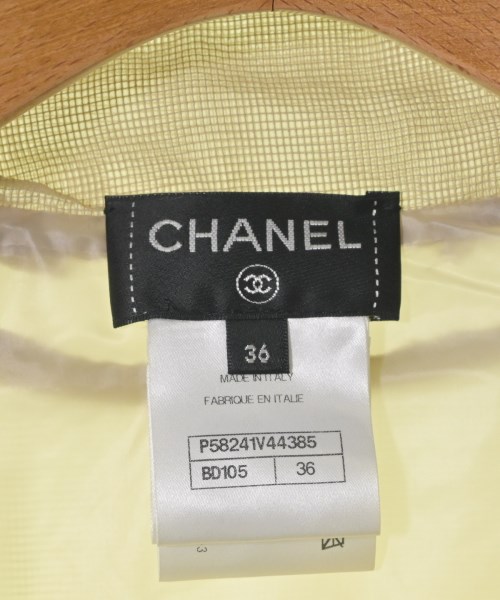 CHANEL
36
MADE IN ITALY
FABRIQUE EN ITALIE
P58241V44385
BD105 36